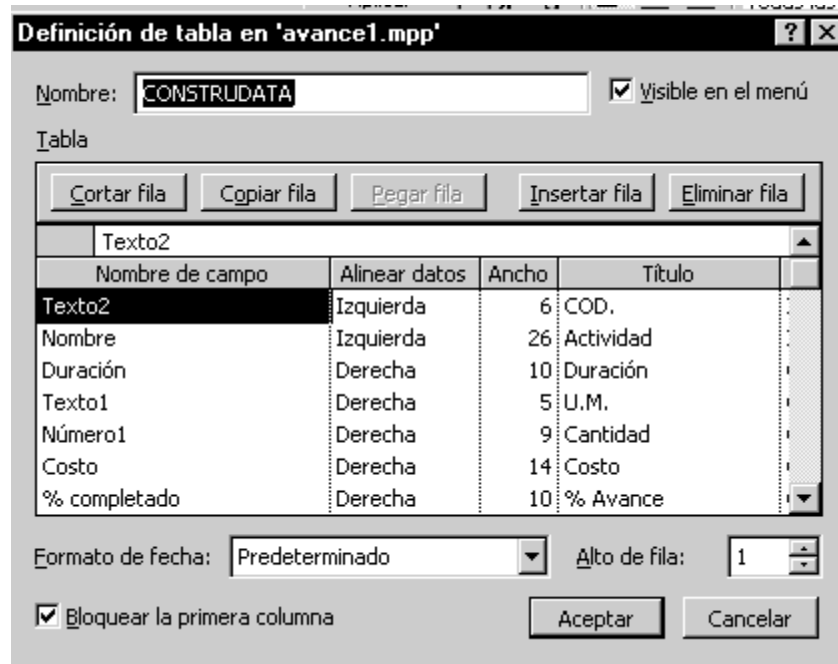 Definición de tabla en 'avance1.mpp'
Nombre: CONSTRUDATA Visible en el menú
Tabla
Cortar fila Copiar fila Pegar fila Insertar fila Eliminar fila
Texto2
Nombre de campo Alinear datos Ancho Título
Texto2 Izquierda 6 COD.
Nombre Izquierda 26 Actividad
Duración Derecha 10 Duración
Texto1 Derecha 5 U.M.
Número1 Derecha 9 Cantidad
Costo Derecha 14 Costo
% completado Derecha 10 % Avance
Formato de fecha: Predeterminado Alto de fila: 1
Bloquear la primera columna Aceptar Cancelar